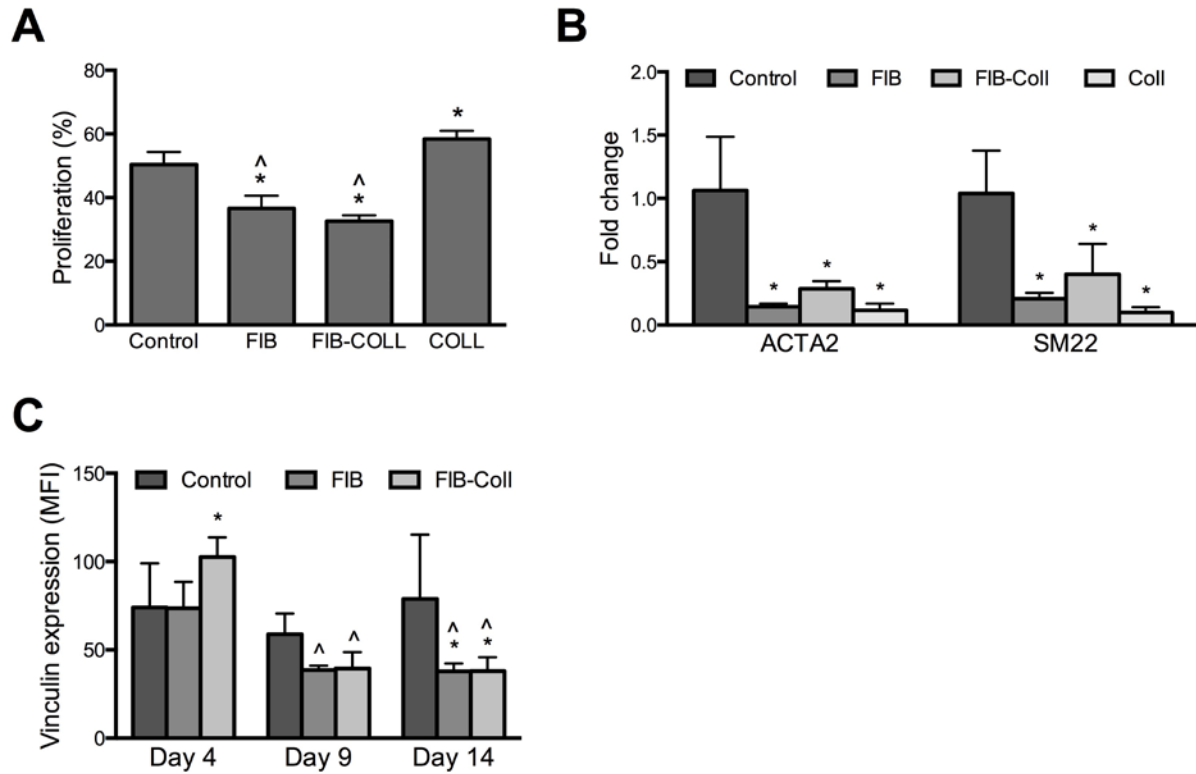 A
Proliferation (%)
80
60
40
20
0
^
*
^
*
*
Control FIB FIB-COLL COLL
B
Fold change
2.0
1.5
1.0
0.5
0.0
Control FIB FIB-Coll Coll
* * *
* * *
ACTA2 SM22
C
Vinculin expression (MFI)
150
100
50
0
Control FIB FIB-Coll
*
^ ^
^ ^
* *
Day 4 Day 9 Day 14